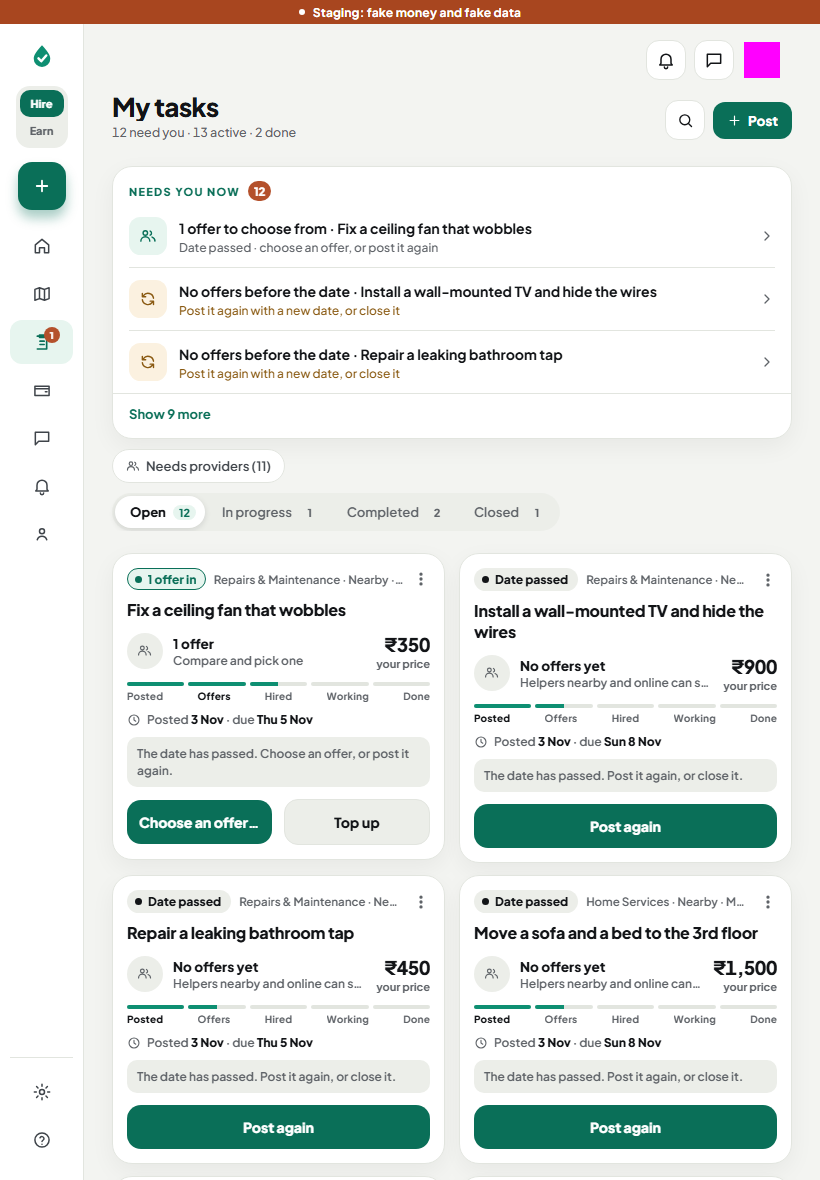 Staging: fake money and fake data
Hire
Earn
My tasks
12 need you · 13 active · 2 done
Post
NEEDS YOU NOW 12
1 offer to choose from · Fix a ceiling fan that wobbles
Date passed · choose an offer, or post it again
No offers before the date · Install a wall-mounted TV and hide the wires
Post it again with a new date, or close it
1
No offers before the date · Repair a leaking bathroom tap
Post it again with a new date, or close it
Show 9 more
Needs providers (11)
Open 12 In progress 1 Completed 2 Closed 1
1 offer in Repairs & Maintenance · Nearby ·...
Fix a ceiling fan that wobbles
1 offer
Compare and pick one
₹350
your price
Posted Offers Hired Working Done
Posted 3 Nov · due Thu 5 Nov
The date has passed. Choose an offer, or post it
again.
Choose an offer... Top up
Date passed Repairs & Maintenance · Ne...
Install a wall-mounted TV and hide the
wires
No offers yet
Helpers nearby and online can s...
₹900
your price
Posted Offers Hired Working Done
Posted 3 Nov · due Sun 8 Nov
The date has passed. Post it again, or close it.
Post again
Date passed Repairs & Maintenance · Ne...
Repair a leaking bathroom tap
No offers yet
Helpers nearby and online can s...
₹450
your price
Posted Offers Hired Working Done
Posted 3 Nov · due Thu 5 Nov
The date has passed. Post it again, or close it.
Post again
Date passed Home Services · Nearby · M...
Move a sofa and a bed to the 3rd floor
No offers yet
Helpers nearby and online can...
₹1,500
your price
Posted Offers Hired Working Done
Posted 3 Nov · due Sun 8 Nov
The date has passed. Post it again, or close it.
Post again